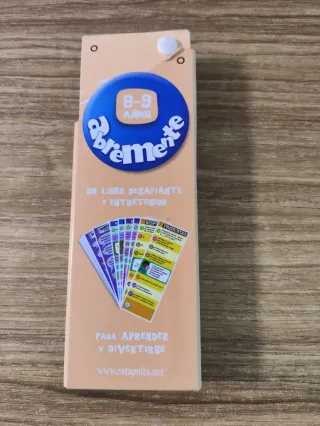 8-9
AÑOS
abremente
UN LIBRO DESAFIANTE
Y ENTRETENIDO
PARA APRENDER
Y DIVERTIRSE
www.catapulta.net